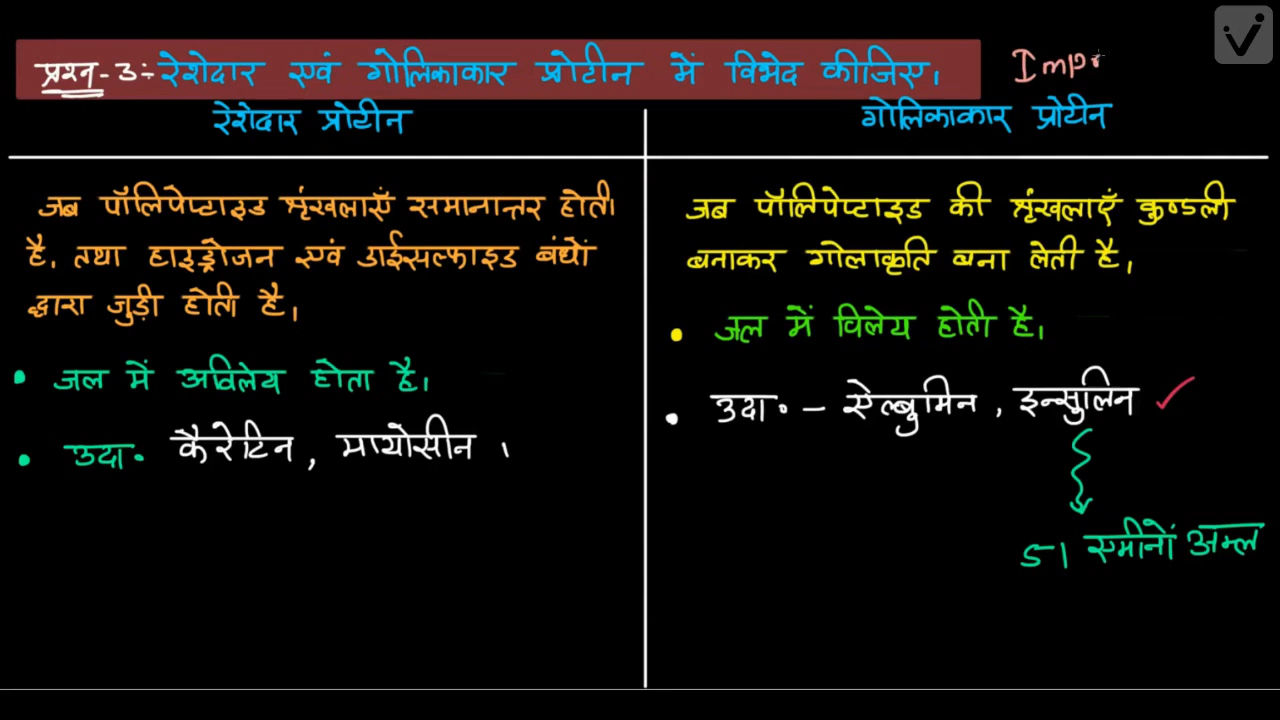 प्रश्न-3:- रेशेदार एवं गोलिकाकार प्रोटीन में विभेद कीजिए।
Imp.
रेशेदार प्रोटीन
जब पॉलिपेप्टाइड शृंखलाएँ समानान्तर होती
है, तथा हाइड्रोजन एवं डाईसल्फाइड बंधों
द्वारा जुड़ी होती है।
• जल में अविलेय होता है।
• उदा. कैरेटिन, मायोसीन ।
गोलिकाकार प्रोटीन
जब पॉलिपेप्टाइड की शृंखलाएँ कुण्डली
बनाकर गोलाकृति बना लेती है।
• जल में विलेय होती है।
• उदा. - ऐल्बुमिन, इन्सुलिन ✓
51 एमीनों अम्ल